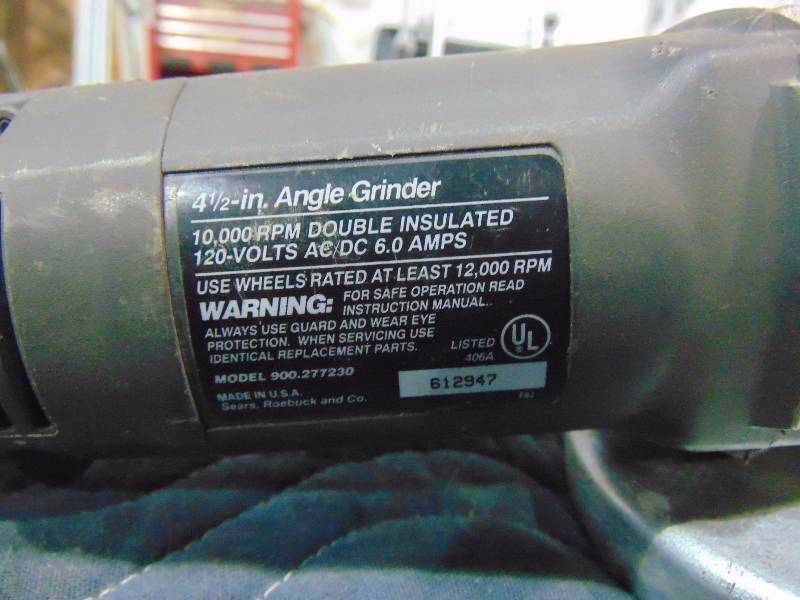 4 1/2-in. Angle Grinder
10,000 RPM DOUBLE INSULATED
120-VOLTS AC/DC 6.0 AMPS
USE WHEELS RATED AT LEAST 12,000 RPM
WARNING: FOR SAFE OPERATION READ
INSTRUCTION MANUAL.
ALWAYS USE GUARD AND WEAR EYE
PROTECTION. WHEN SERVICING USE
IDENTICAL REPLACEMENT PARTS.
LISTED
406A
UL
MODEL 900.277230
612947
MADE IN U.S.A.
Sears, Roebuck and Co.